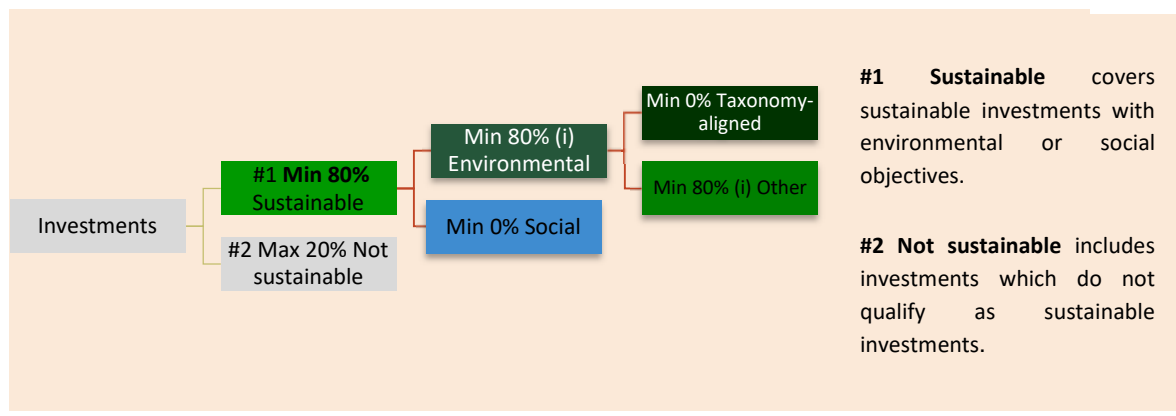 Investments
#1 Min 80%
Sustainable
#2 Max 20% Not
sustainable
Min 80% (i)
Environmental
Min 0% Social
Min 0% Taxonomy-
aligned
Min 80% (i) Other
#1 Sustainable covers
sustainable investments with
environmental or social
objectives.
#2 Not sustainable includes
investments which do not
qualify as sustainable
investments.